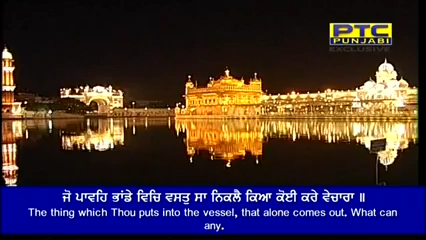 PTC
PUNJABI
EXCLUSIVE
ਜੋ ਪਾਵਹਿ ਭਾਂਡੇ ਵਿਚਿ ਵਸਤੁ ਸਾ ਨਿਕਲੈ ਕਿਆ ਕੋਈ ਕਰੇ ਵੇਚਾਰਾ ॥
The thing which Thou puts into the vessel, that alone comes out. What can
any.